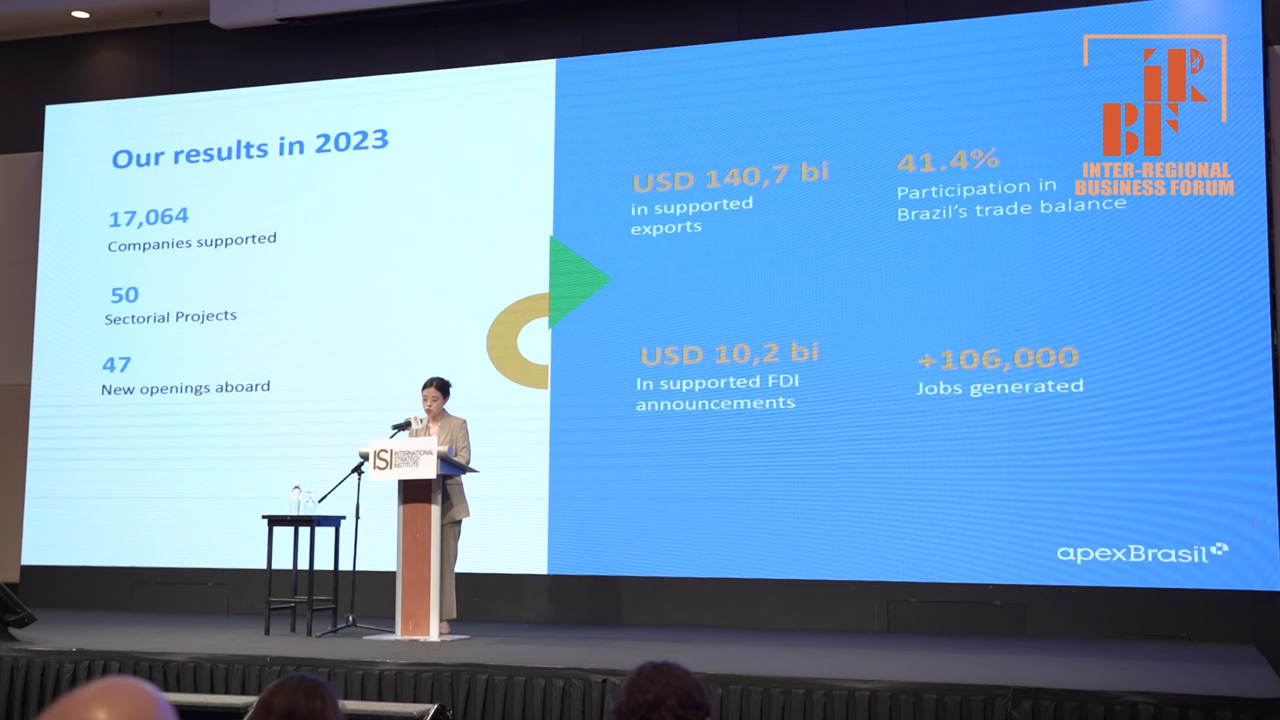 Our results in 2023
17,064
Companies supported
50
Sectorial Projects
47
New openings aboard
USD 140,7 bi
in supported
exports
41.4%
Participation in
Brazil's trade balance
USD 10,2 bi
In supported FDI
announcements
+106,000
Jobs generated
apexBrasil
IR
BF
INTER-REGIONAL
BUSINESS FORUM
ISI
INTERNATIONAL
STRATEGY
INSTITUTE